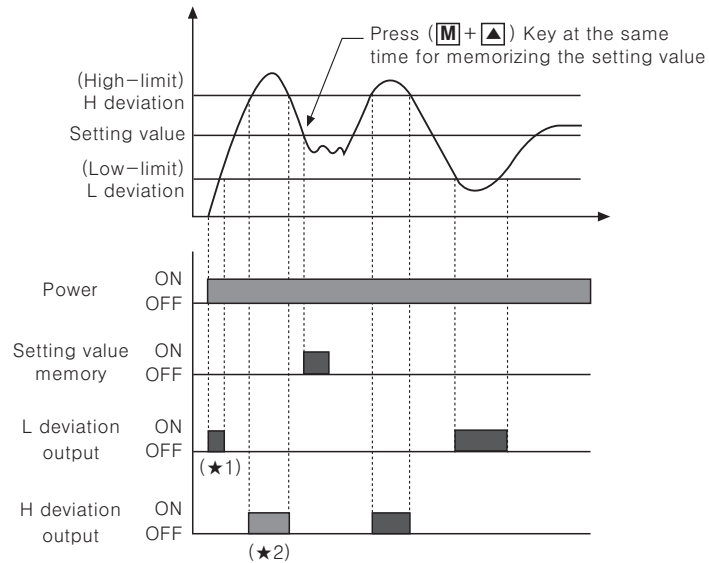 Press (M+▲) Key at the same
time for memorizing the setting value
(High-limit)
H deviation
Setting value
(Low-limit)
L deviation
Power
ON
OFF
Setting value
memory
ON
OFF
L deviation
output
ON
OFF
(★1)
H deviation
output
ON
OFF
(★2)